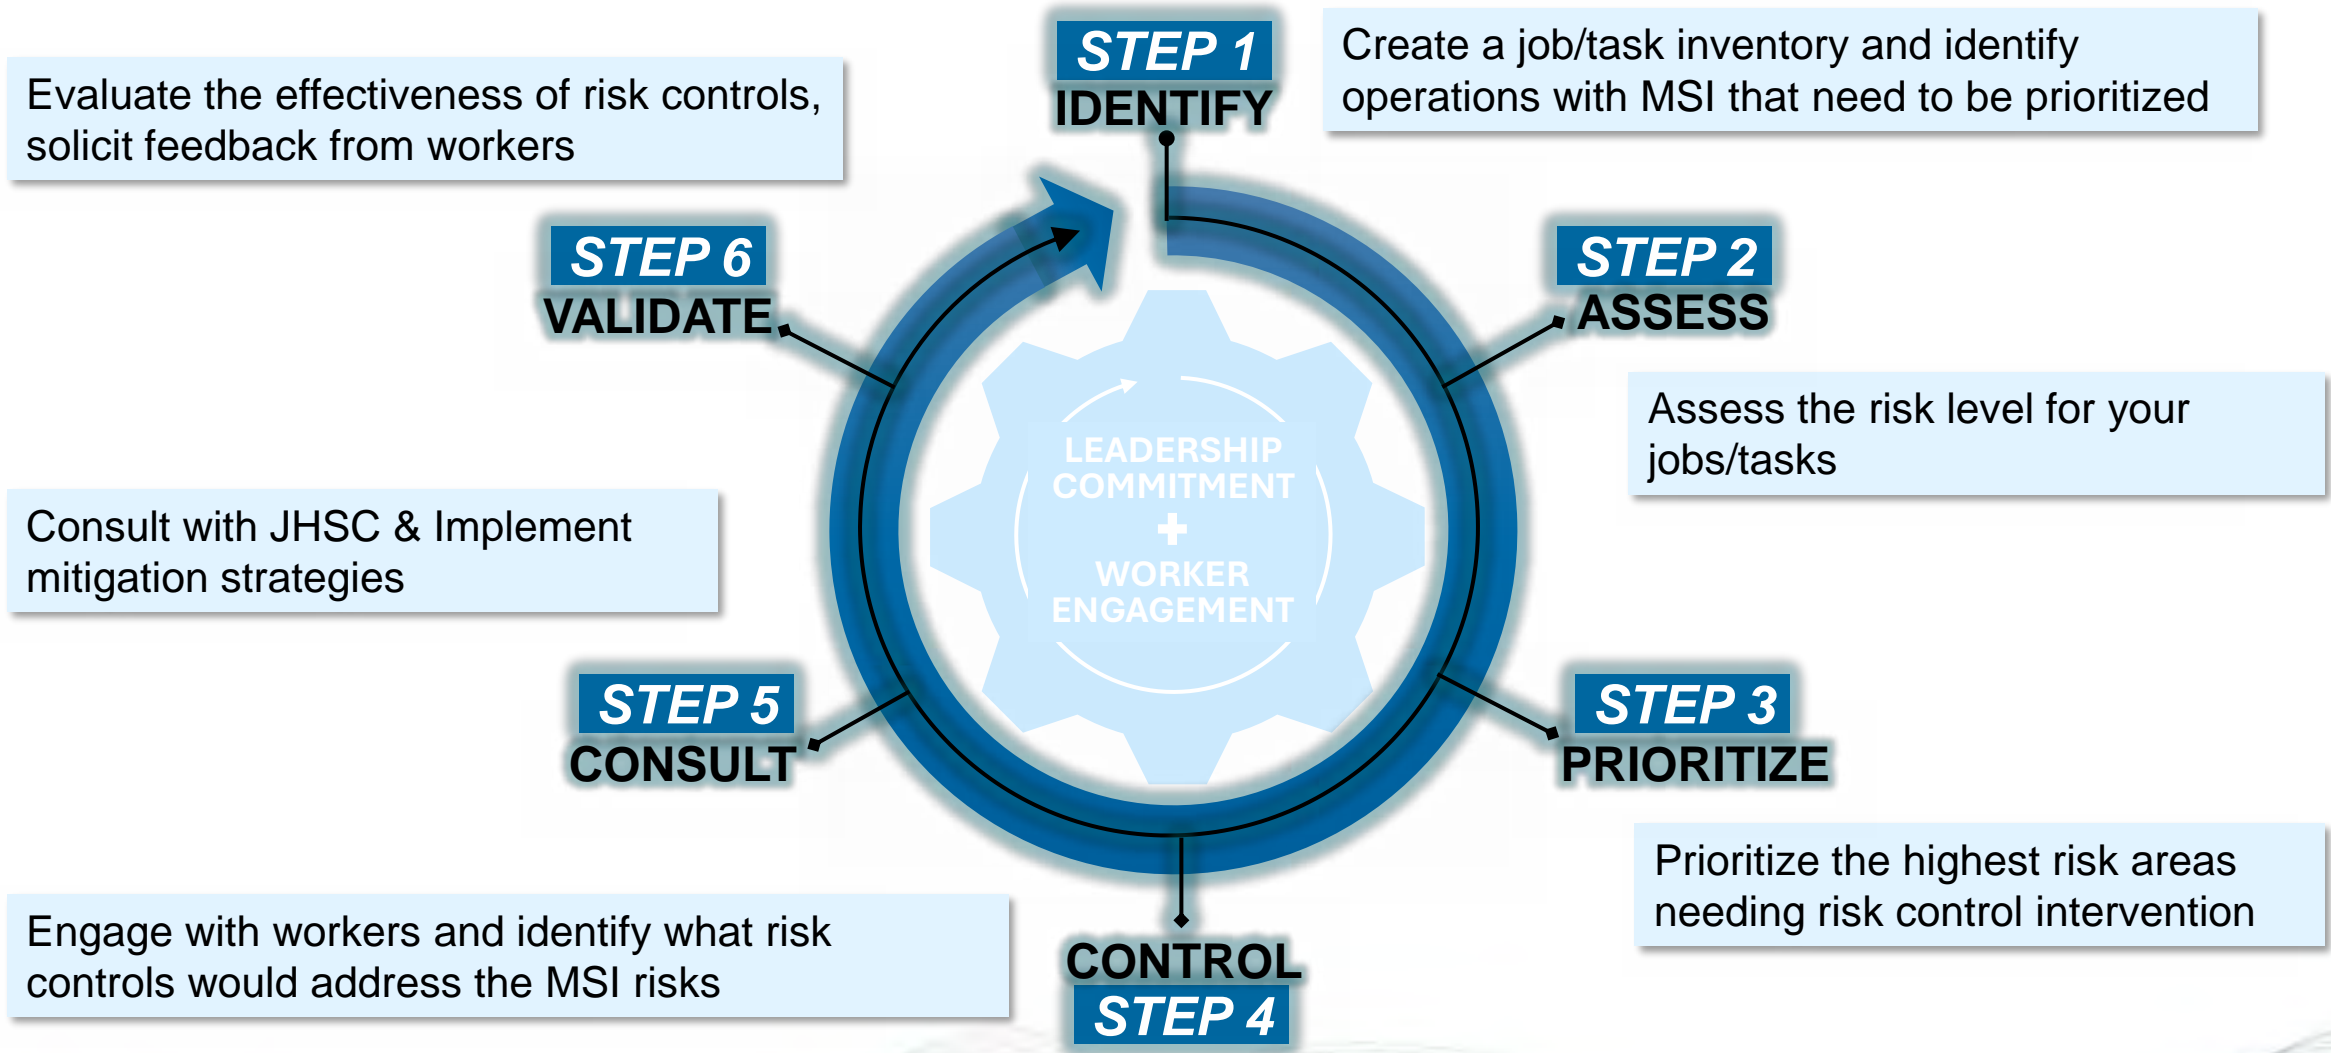 STEP 1
IDENTIFY
Create a job/task inventory and identify
operations with MSI that need to be prioritized
STEP 2
ASSESS
Assess the risk level for your
jobs/tasks
STEP 3
PRIORITIZE
Prioritize the highest risk areas
needing risk control intervention
CONTROL
STEP 4
Engage with workers and identify what risk
controls would address the MSI risks
STEP 5
CONSULT
Consult with JHSC & Implement
mitigation strategies
STEP 6
VALIDATE
Evaluate the effectiveness of risk controls,
solicit feedback from workers
LEADERSHIP
COMMITMENT
+
WORKER
ENGAGEMENT